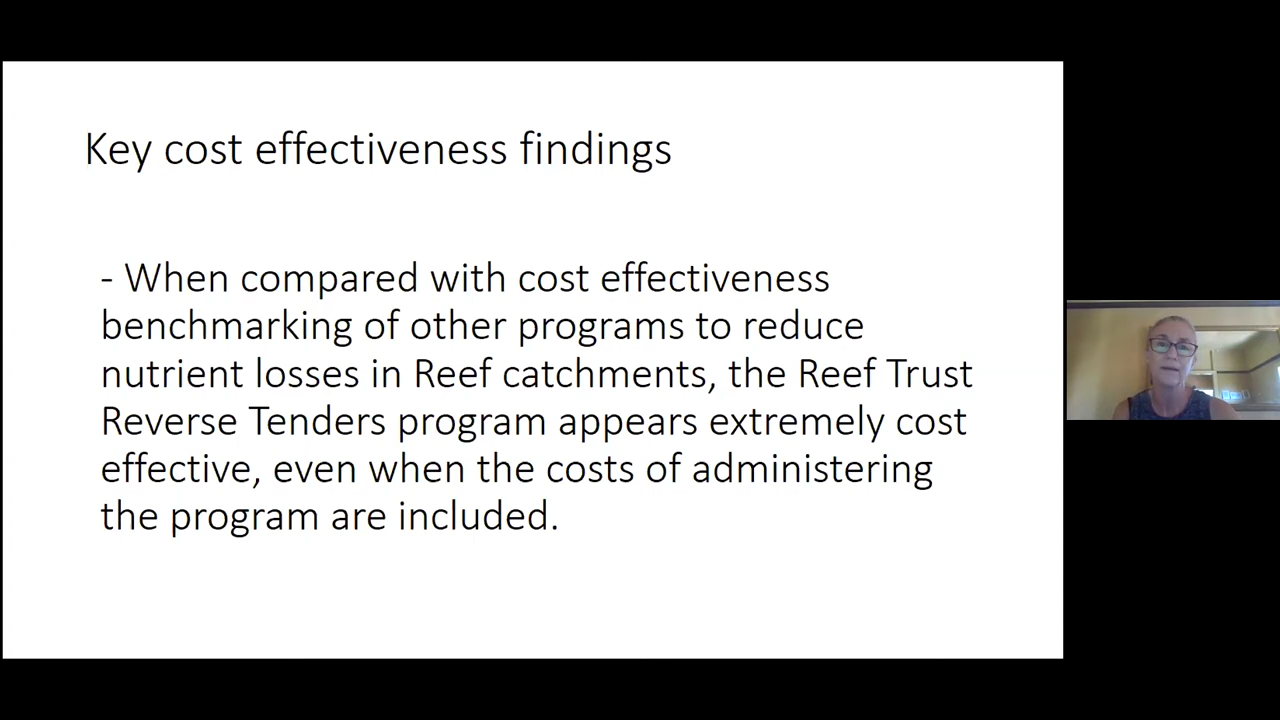 Key cost effectiveness findings
- When compared with cost effectiveness
benchmarking of other programs to reduce
nutrient losses in Reef catchments, the Reef Trust
Reverse Tenders program appears extremely cost
effective, even when the costs of administering
the program are included.